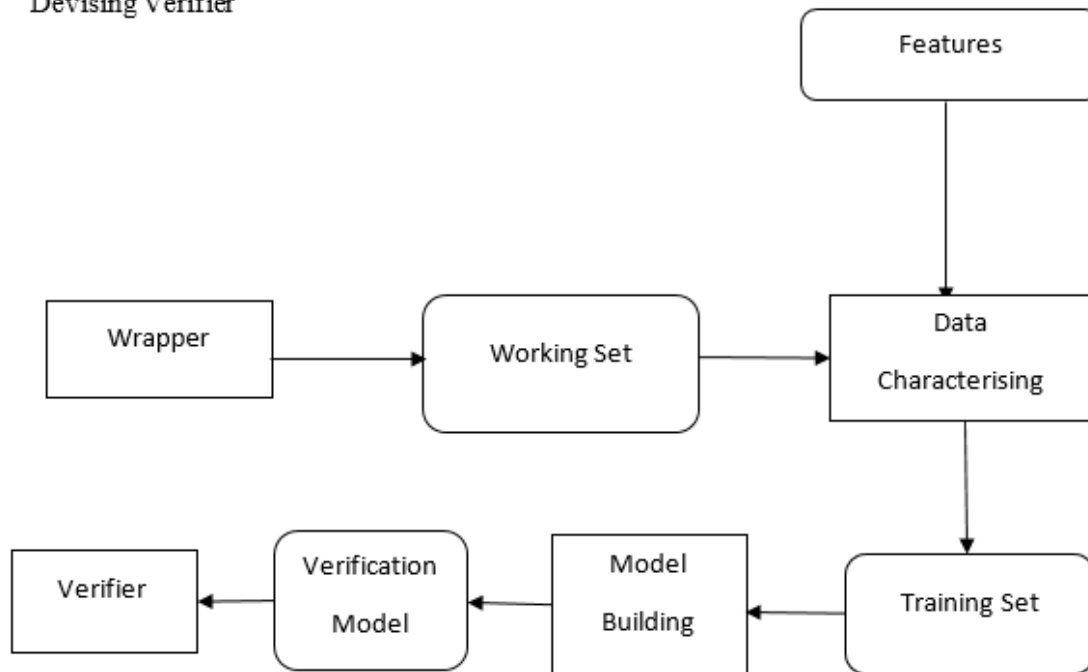 Devising Verifier
Features
Wrapper
Working Set
Data
Characterising
Verifier
Verification
Model
Model
Building
Training Set